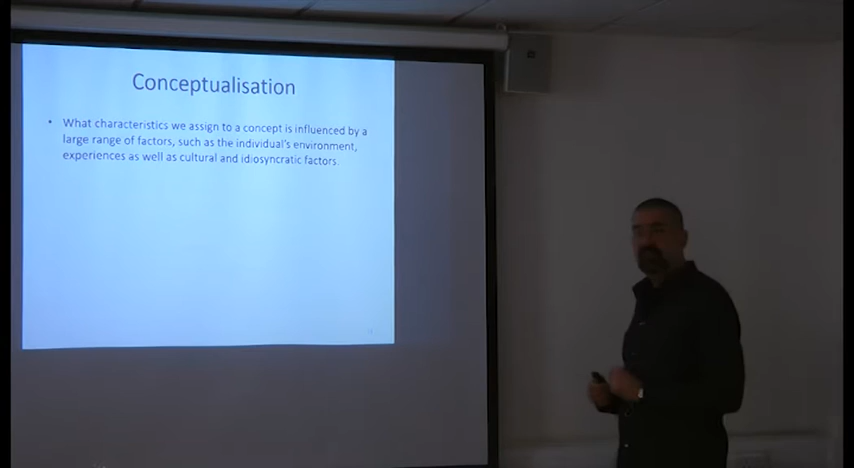 Conceptualisation
• What characteristics we assign to a concept is influenced by a
large range of factors, such as the individual's environment,
experiences as well as cultural and idiosyncratic factors.